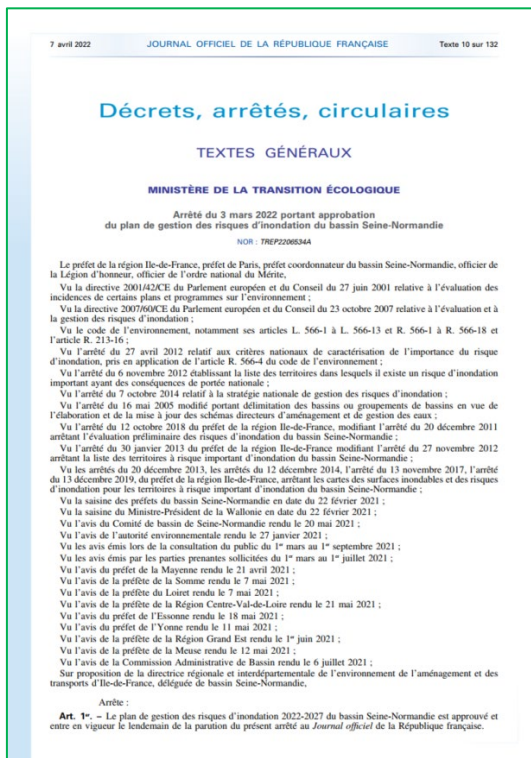 7 avril 2022 JOURNAL OFFICIEL DE LA RÉPUBLIQUE FRANÇAISE Texte 10 sur 132
Décrets, arrêtés, circulaires
TEXTES GÉNÉRAUX
MINISTÈRE DE LA TRANSITION ÉCOLOGIQUE
Arrêté du 3 mars 2022 portant approbation
du plan de gestion des risques d'inondation du bassin Seine-Normandie
NOR : TREP2206534A
Le préfet de la région Ile-de-France, préfet de Paris, préfet coordonnateur du bassin Seine-Normandie, officier de
la Légion d'honneur, officier de l'ordre national du Mérite,
Vu la directive 2001/42/CE du Parlement européen et du Conseil du 27 juin 2001 relative à l'évaluation des
incidences de certains plans et programmes sur l'environnement ;
Vu la directive 2007/60/CE du Parlement européen et du Conseil du 23 octobre 2007 relative à l'évaluation et à
la gestion des risques d'inondation ;
Vu le code de l'environnement, notamment ses articles L. 566-1 à L. 566-13 et R. 566-1 à R. 566-18 et
l'article R. 213-16 ;
Vu l'arrêté du 27 avril 2012 relatif aux critères nationaux de caractérisation de l'importance du risque
d'inondation, pris en application de l'article R. 566-4 du code de l'environnement ;
Vu l'arrêté du 6 novembre 2012 établissant la liste des territoires dans lesquels il existe un risque d'inondation
important ayant des conséquences de portée nationale ;
Vu l'arrêté du 7 octobre 2014 relatif à la stratégie nationale de gestion des risques d'inondation ;
Vu l'arrêté du 16 mai 2005 modifié portant délimitation des bassins ou groupements de bassins en vue de
l'élaboration et de la mise à jour des schémas directeurs d'aménagement et de gestion des eaux ;
Vu l'arrêté du 12 octobre 2018 du préfet de la région Ile-de-France, modifiant l'arrêté du 20 décembre 2011
arrêtant l'évaluation préliminaire des risques d'inondation du bassin Seine-Normandie ;
Vu l'arrêté du 30 janvier 2013 du préfet de la région Ile-de-France modifiant l'arrêté du 27 novembre 2012
arrêtant la liste des territoires à risque important d'inondation du bassin Seine-Normandie ;
Vu les arrêtés du 20 décembre 2013, les arrêtés du 12 décembre 2014, l'arrêté du 13 novembre 2017, l'arrêté
du 13 décembre 2019, du préfet de la région Ile-de-France, arrêtant les cartes des surfaces inondables et des risques
d'inondation pour les territoires à risque important d'inondation du bassin Seine-Normandie ;
Vu la saisine des préfets du bassin Seine-Normandie en date du 22 février 2021 ;
Vu la saisine du Ministre-Président de la Wallonie en date du 22 février 2021 ;
Vu l'avis du Comité de bassin de Seine-Normandie rendu le 20 mai 2021 ;
Vu l'avis de l'autorité environnementale rendu le 27 janvier 2021 ;
Vu les avis émis lors de la consultation du public du 1er mars au 1er septembre 2021 ;
Vu les avis émis par les parties prenantes sollicitées du 1er mars au 1er juillet 2021 ;
Vu l'avis du préfet de la Mayenne rendu le 21 avril 2021 ;
Vu l'avis de la préfète de la Somme rendu le 7 mai 2021 ;
Vu l'avis de la préfète du Loiret rendu le 7 mai 2021 ;
Vu l'avis de la préfète de la Région Centre-Val-de-Loire rendu le 21 mai 2021 ;
Vu l'avis du préfet de l'Essonne rendu le 18 mai 2021 ;
Vu l'avis du préfet de l'Yonne rendu le 11 mai 2021 ;
Vu l'avis de la préfète de la Région Grand Est rendu le 1er juin 2021 ;
Vu l'avis de la préfète de la Meuse rendu le 12 mai 2021 ;
Vu l'avis de la Commission Administrative de Bassin rendu le 6 juillet 2021 ;
Sur proposition de la directrice régionale et interdépartementale de l'environnement de l'aménagement et des
transports d'Ile-de-France, déléguée de bassin Seine-Normandie,
Arrête :
Art. 1er. – Le plan de gestion des risques d'inondation 2022-2027 du bassin Seine-Normandie est approuvé et
entre en vigueur le lendemain de la parution du présent arrêté au Journal officiel de la République française.